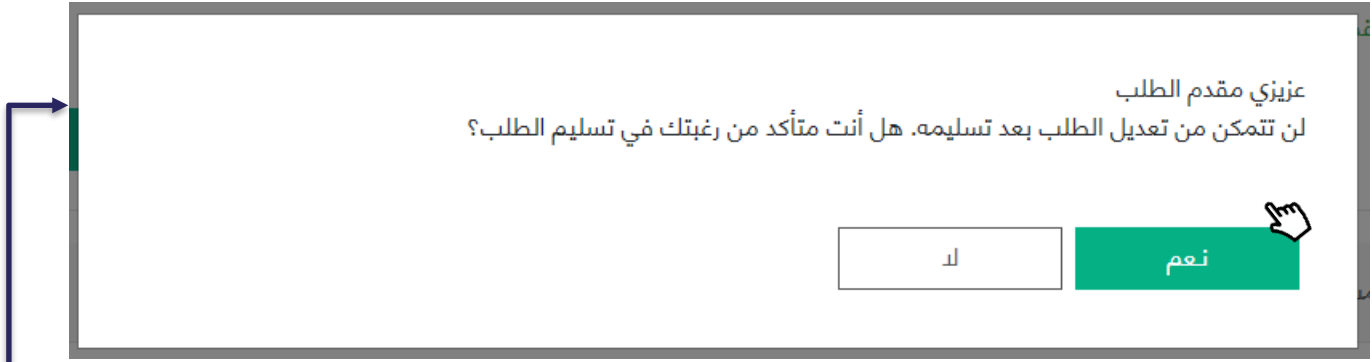 عزيزي مقدم الطلب
لن تتمكن من تعديل الطلب بعد تسليمه. هل أنت متأكد من رغبتك في تسليم الطلب؟
نعم
لا